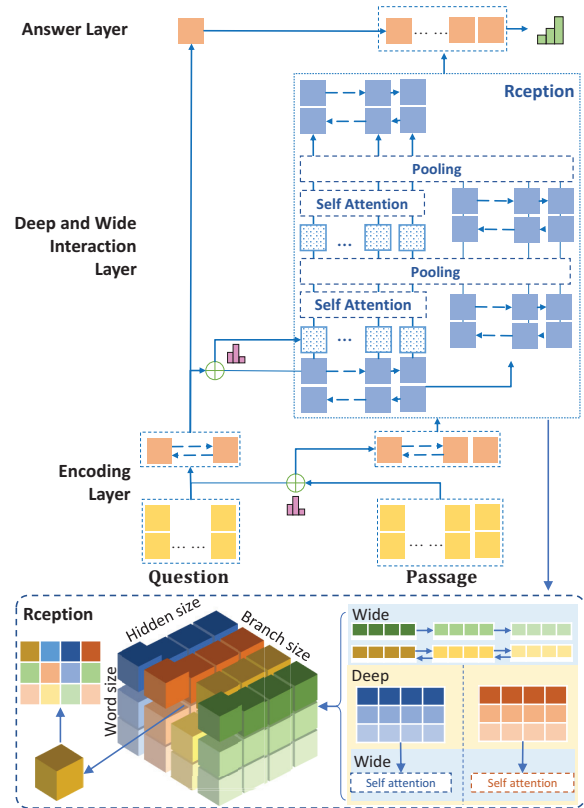 Answer Layer
Rception
Pooling
Self Attention
Deep and Wide
Interaction
Layer
...
Pooling
Self Attention
...
Encoding
Layer
... ...
... ...
... ...
Question
Passage
Rception
Hidden size
Branch size
Word size
Wide
Deep
Wide
Self attention
Self attention